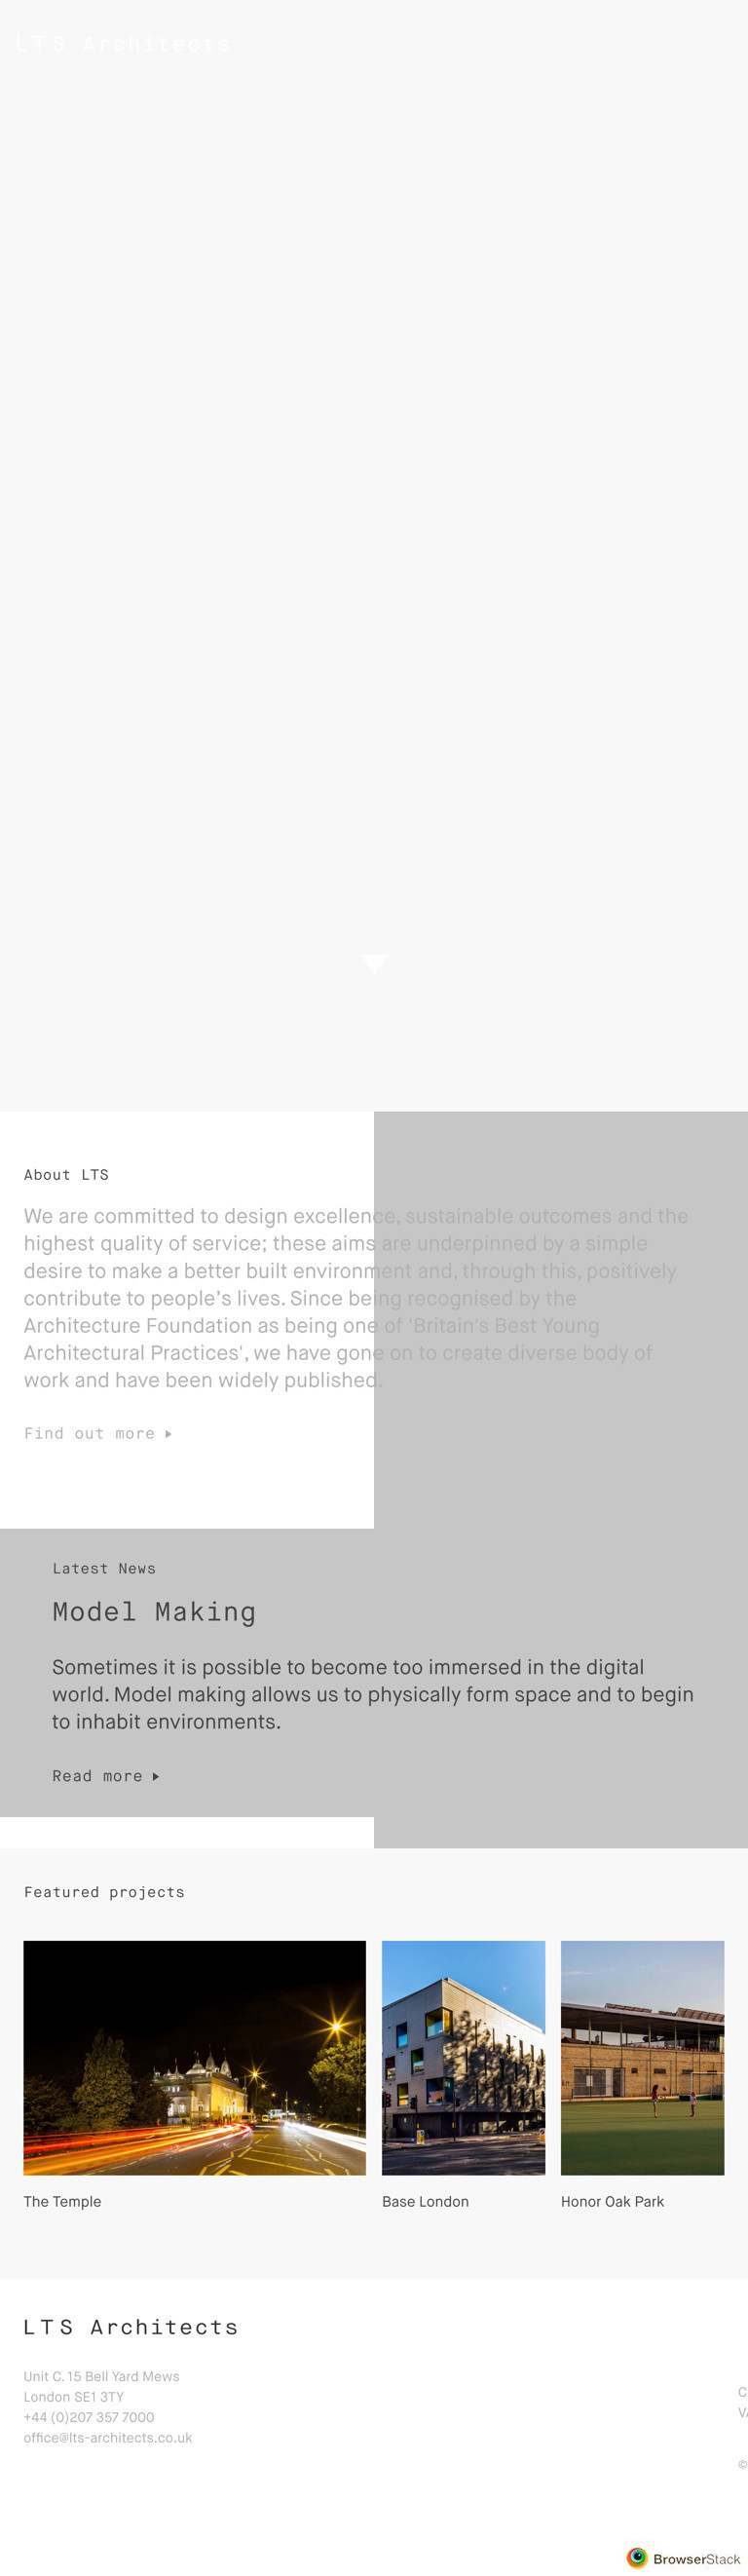 LTS Architects
About LTS
We are committed to design excellence, sustainable outcomes and the
highest quality of service; these aims are underpinned by a simple
desire to make a better built environment and, through this, positively
contribute to people’s lives. Since being recognised by the
Architecture Foundation as being one of 'Britain's Best Young
Architectural Practices', we have gone on to create diverse body of
work and have been widely published.
Find out more
Latest News
Model Making
Sometimes it is possible to become too immersed in the digital
world. Model making allows us to physically form space and to begin
to inhabit environments.
Read more
Featured projects
The Temple
Base London
Honor Oak Park
LTS Architects
Unit C. 15 Bell Yard Mews
London SE1 3TY
+44 (0)207 357 7000
office@lts-architects.co.uk
C
©
BrowserStack